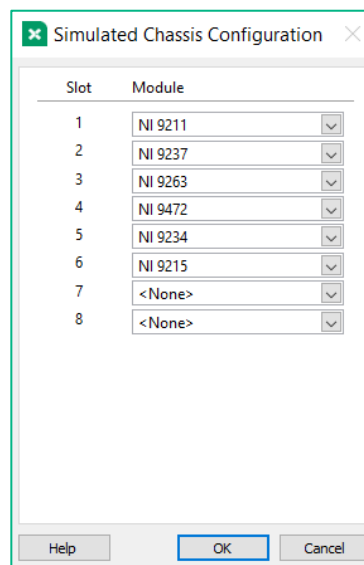 Simulated Chassis Configuration
Slot Module
1 NI 9211
2 NI 9237
3 NI 9263
4 NI 9472
5 NI 9234
6 NI 9215
7 <None>
8 <None>
Help OK Cancel